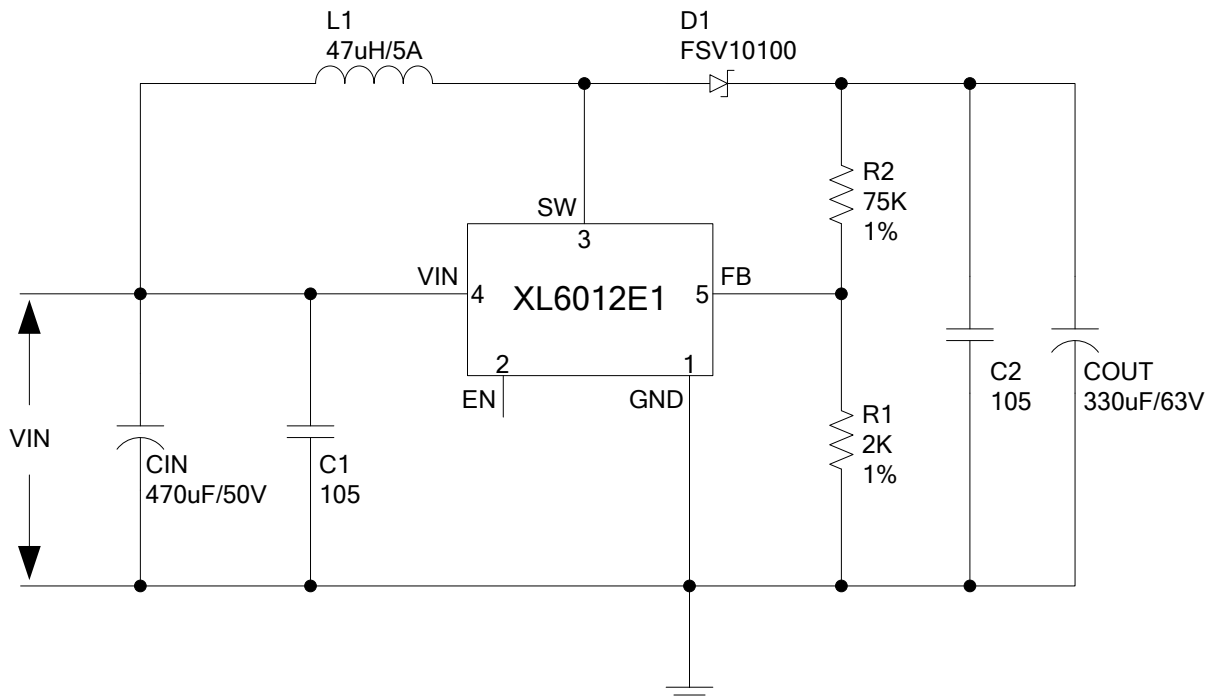 L1
47uH/5A
D1
FSV10100
R2
75K
1%
SW
3
VIN
4
XL6012E1
5
FB
2
EN
1
GND
C2
105
COUT
330uF/63V
R1
2K
1%
VIN
CIN
470uF/50V
C1
105